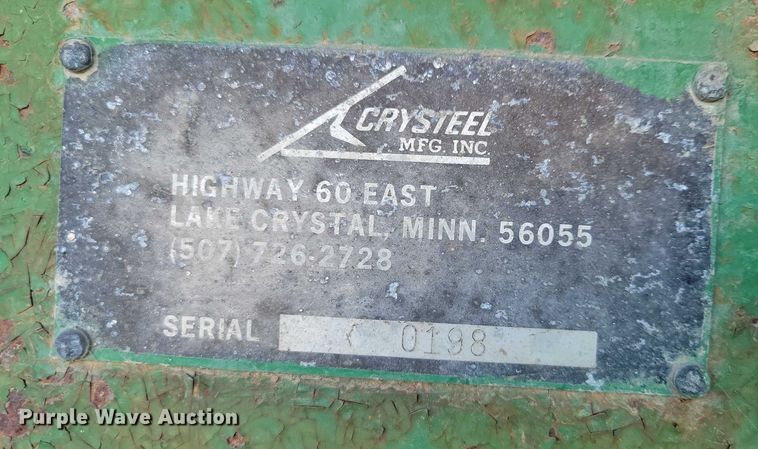 CRYSTEEL
MFG. INC.
HIGHWAY 60 EAST
LAKE CRYSTAL, MINN. 56055
(507) 726-2728
SERIAL 0198
Purple Wave Auction